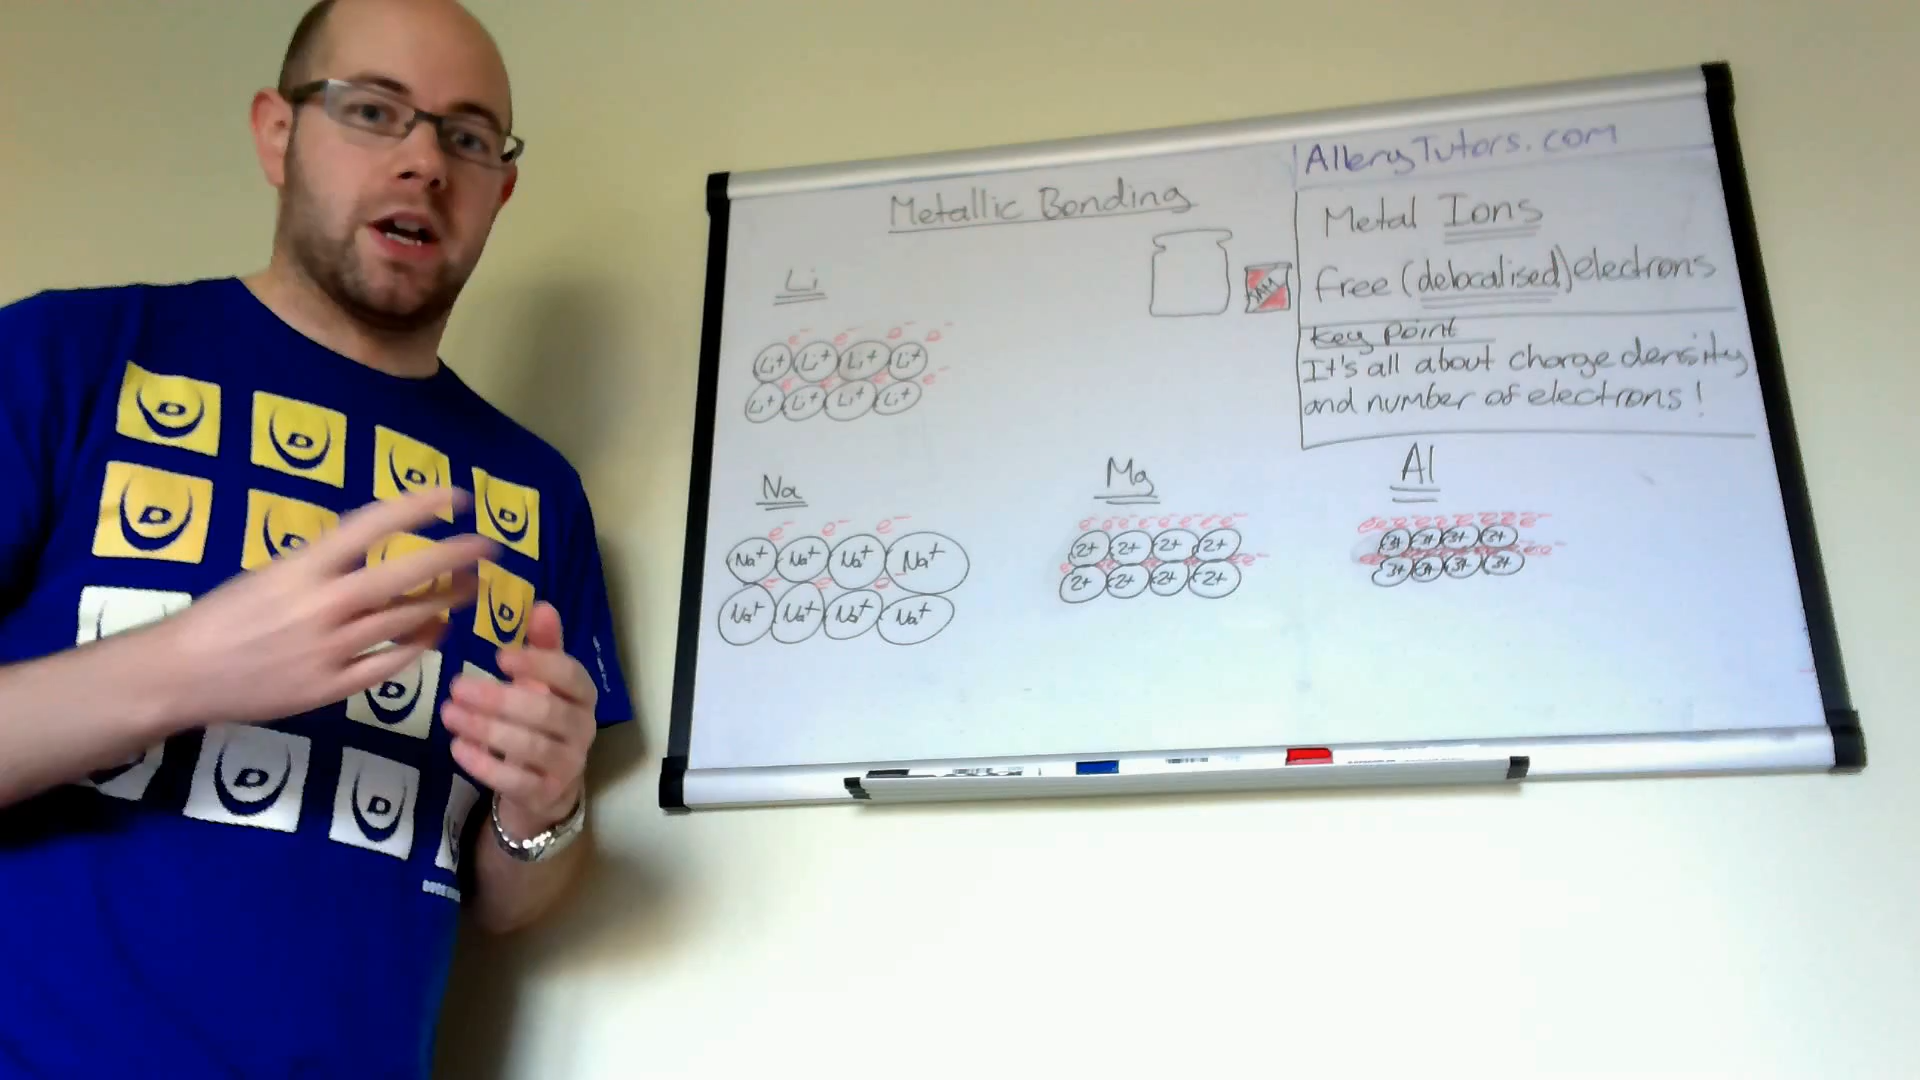 AlleryTutors.com
Metallic Bonding
Metal Ions
free (delocalised) electrons
JAM
Key point
It's all about charge density
and number of electrons!
Li
e- e- e- e-
Li+ Li+ Li+ Li+
e- e- e- e-
Li+ Li+ Li+ Li+
Na
e- e- e-
Na+ Na+ Na+ Na+
e- e- e-
Na+ Na+ Na+ Na+
Mg
e- e- e- e- e- e- e- e-
2+ 2+ 2+ 2+
2+ 2+ 2+ 2+
Al
3+ 3+ 3+ 3+
3+ 3+ 3+ 3+
D D D D
D D D D
D
D D D